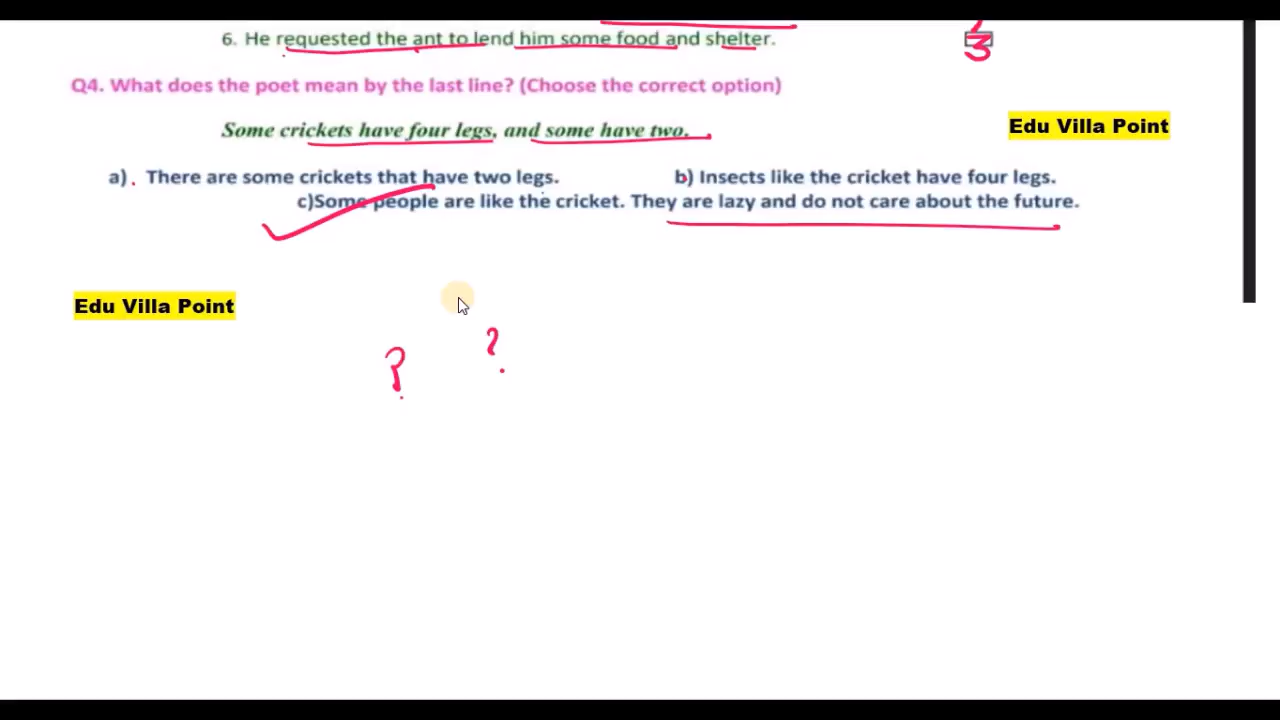 6. He requested the ant to lend him some food and shelter.
3
Q4. What does the poet mean by the last line? (Choose the correct option)
Some crickets have four legs, and some have two.
Edu Villa Point
a). There are some crickets that have two legs. b) Insects like the cricket have four legs.
c)Some people are like the cricket. They are lazy and do not care about the future.
Edu Villa Point
? ?